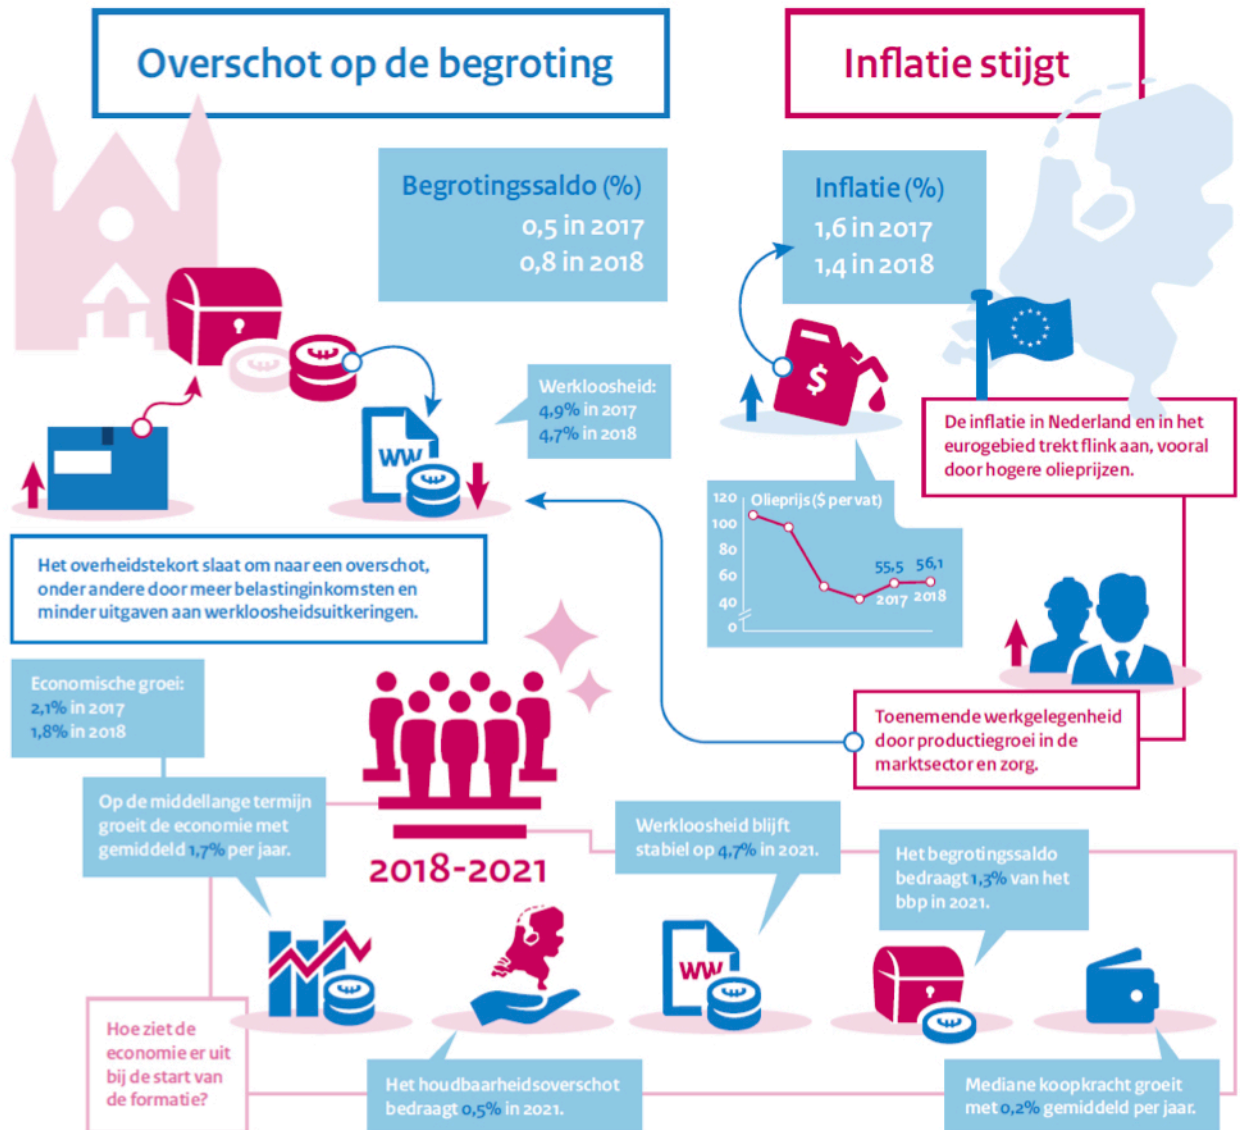 Overschot op de begroting
Inflatie stijgt
Begrotingssaldo (%)
0,5 in 2017
0,8 in 2018
Inflatie (%)
1,6 in 2017
1,4 in 2018
Werkloosheid:
4,9% in 2017
4,7% in 2018
WW
$
De inflatie in Nederland en in het
eurogebied trekt flink aan, vooral
door hogere olieprijzen.
Olieprijs ($ per vat)
120
100
80
60
40
0
55,5
56,1
2017
2018
Het overheidstekort slaat om naar een overschot,
onder andere door meer belastinginkomsten en
minder uitgaven aan werkloosheidsuitkeringen.
Economische groei:
2,1% in 2017
1,8% in 2018
Toenemende werkgelegenheid
door productiegroei in de
marktsector en zorg.
Op de middellange termijn
groeit de economie met
gemiddeld 1,7% per jaar.
2018-2021
Werkloosheid blijft
stabiel op 4,7% in 2021.
Het begrotingssaldo
bedraagt 1,3% van het
bbp in 2021.
WW
Hoe ziet de
economie er uit
bij de start van
de formatie?
Het houdbaarheidsoverschot
bedraagt 0,5% in 2021.
Mediane koopkracht groeit
met 0,2% gemiddeld per jaar.